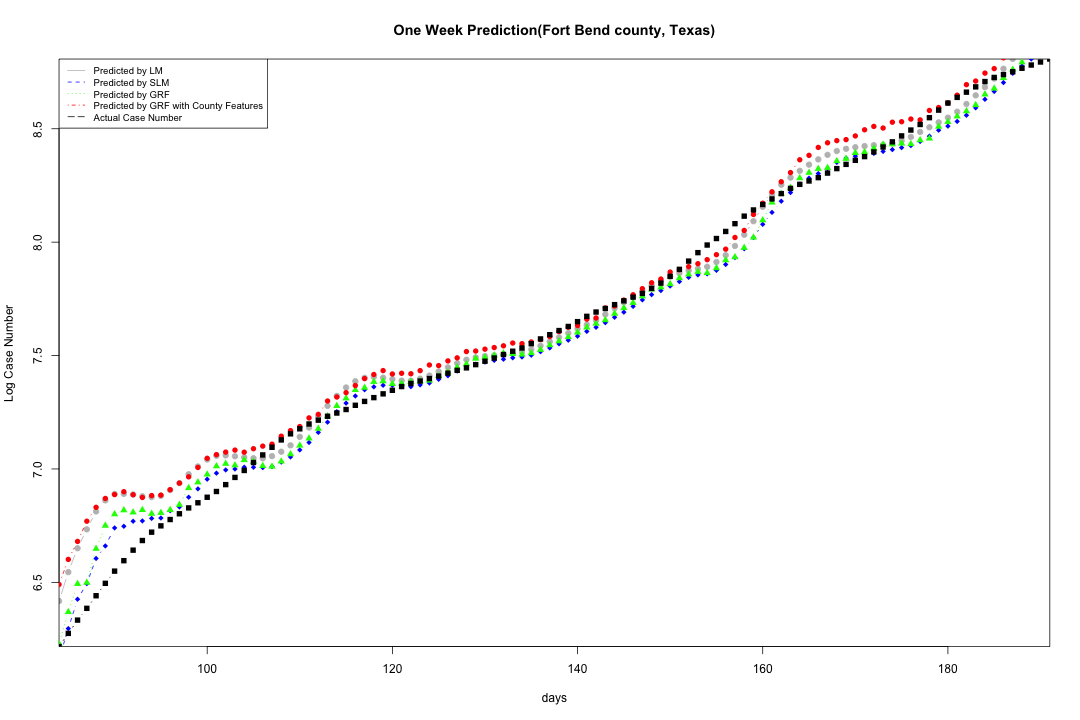 One Week Prediction(Fort Bend county, Texas)
Predicted by LM
Predicted by SLM
Predicted by GRF
Predicted by GRF with County Features
Actual Case Number
8.5
8.0
7.5
7.0
6.5
Log Case Number
100 120 140 160 180
days